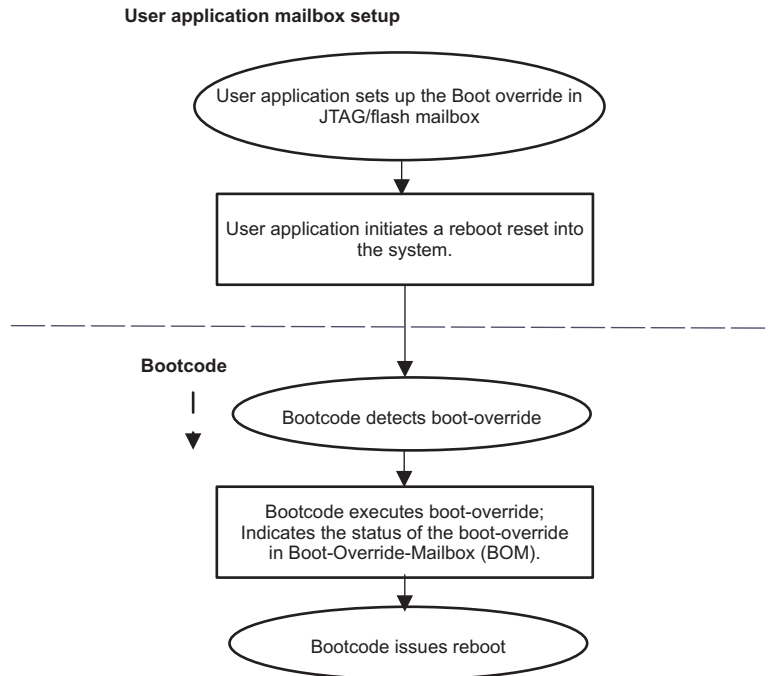 User application mailbox setup
User application sets up the Boot override in
JTAG/flash mailbox
User application initiates a reboot reset into
the system.
Bootcode
Bootcode detects boot-override
Bootcode executes boot-override;
Indicates the status of the boot-override
in Boot-Override-Mailbox (BOM).
Bootcode issues reboot